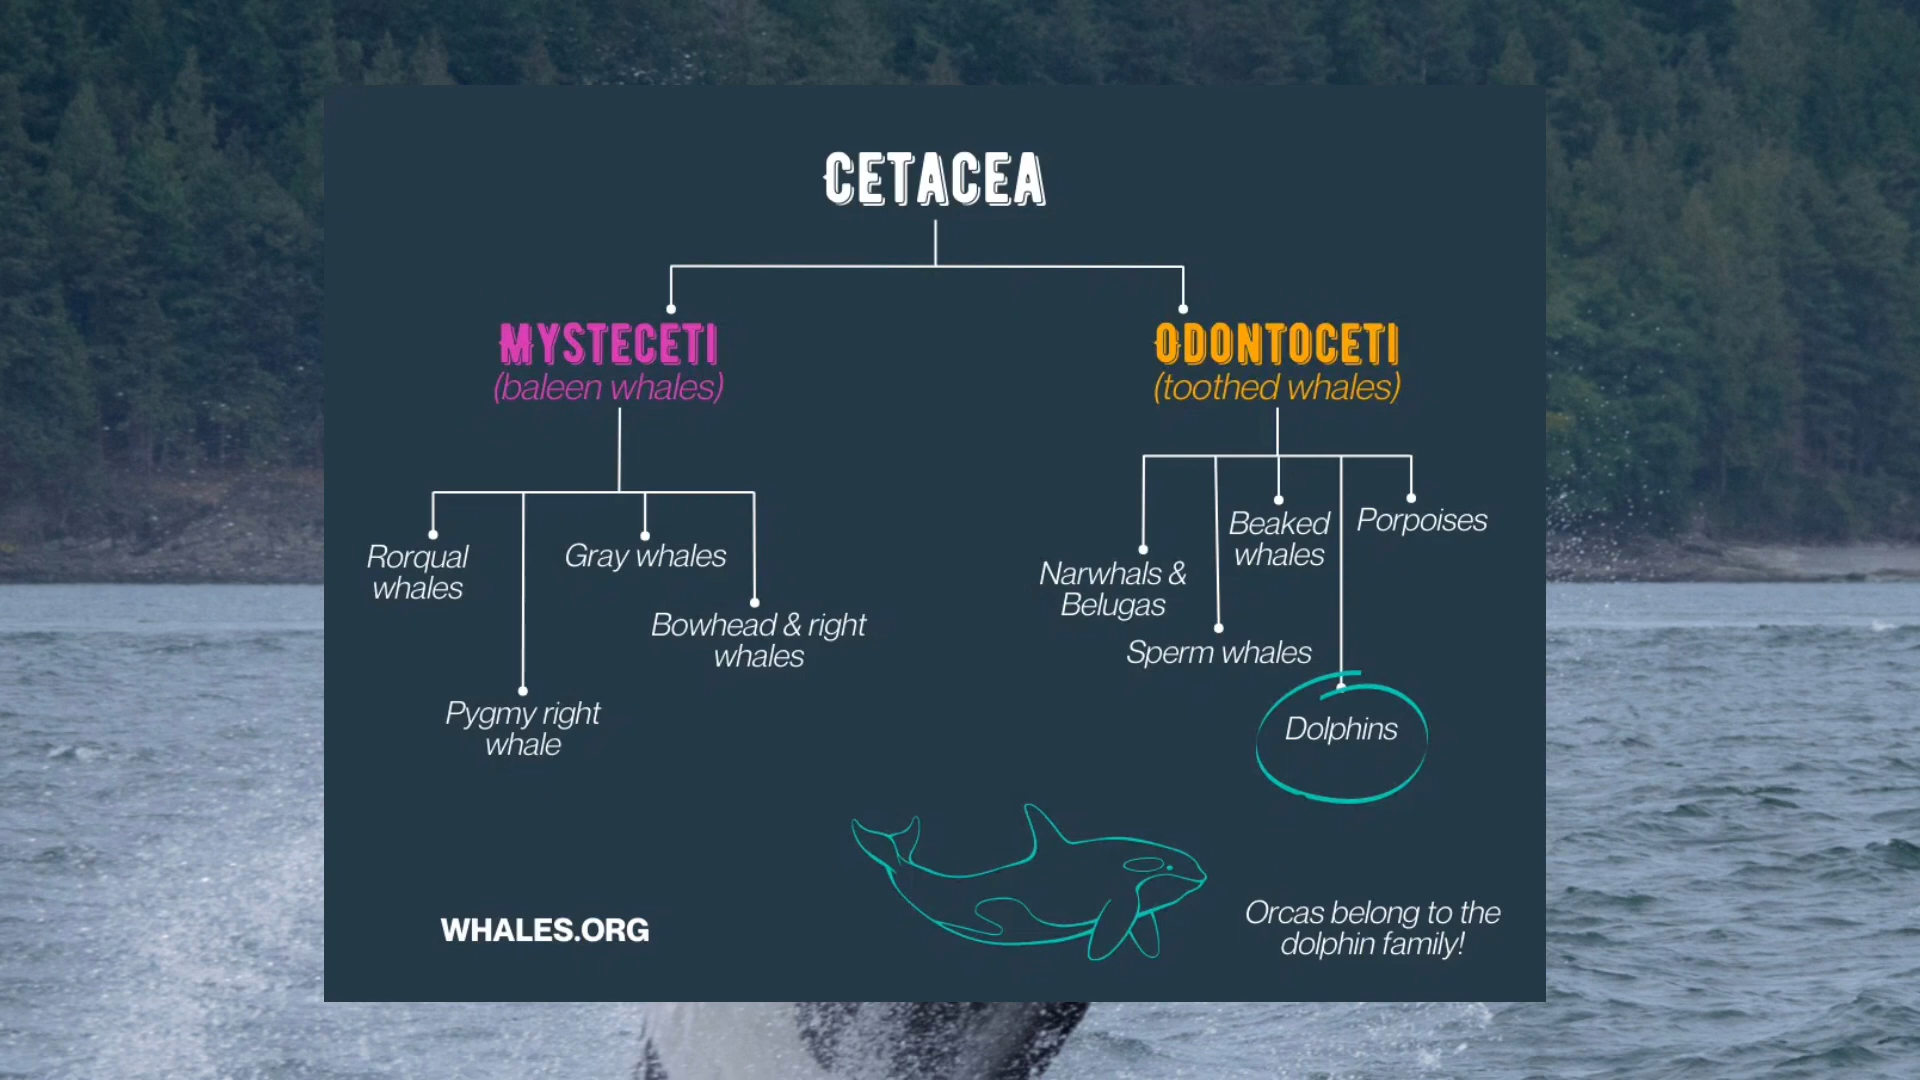 CETACEA
MYSTECETI
(baleen whales)
ODONTOCETI
(toothed whales)
Rorqual
whales
Pygmy right
whale
Gray whales
Bowhead & right
whales
Narwhals &
Belugas
Sperm whales
Beaked
whales
Dolphins
Porpoises
WHALES.ORG
Orcas belong to the
dolphin family!